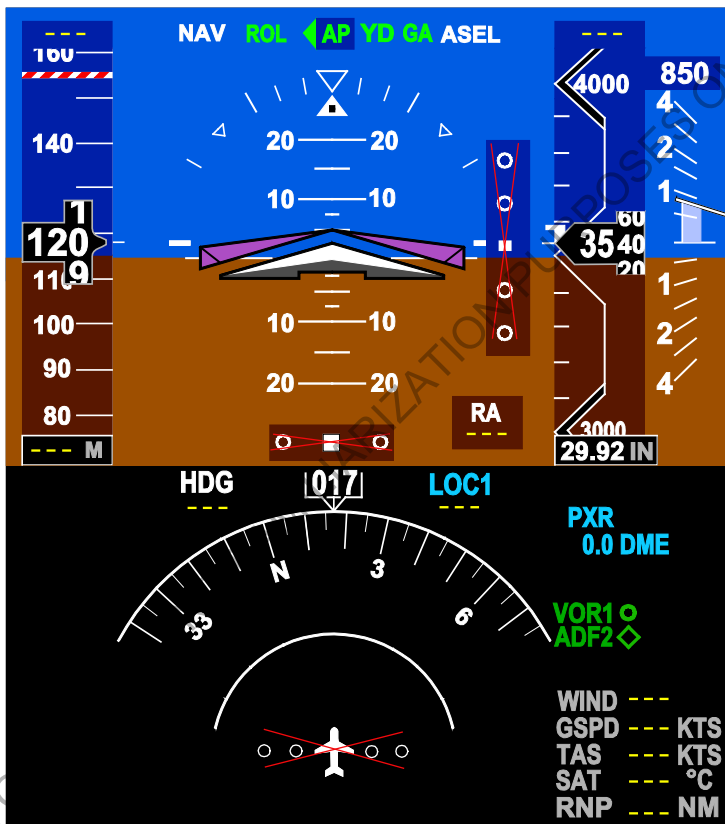 NAV ROL AP YD GA ASEL
--- ---
160
4000
850
140
20 20
4
2
10 10
1
1
120
9
35 60 40 20
110
100
10 10
1
90
2
20 20
4
80
RA
---
3000
--- M
29.92 IN
HDG 017 LOC1
--- ---
PXR
0.0 DME
N 3
33 6
VOR1
ADF2
WIND ---
GSPD --- KTS
TAS --- KTS
SAT --- °C
RNP --- NM